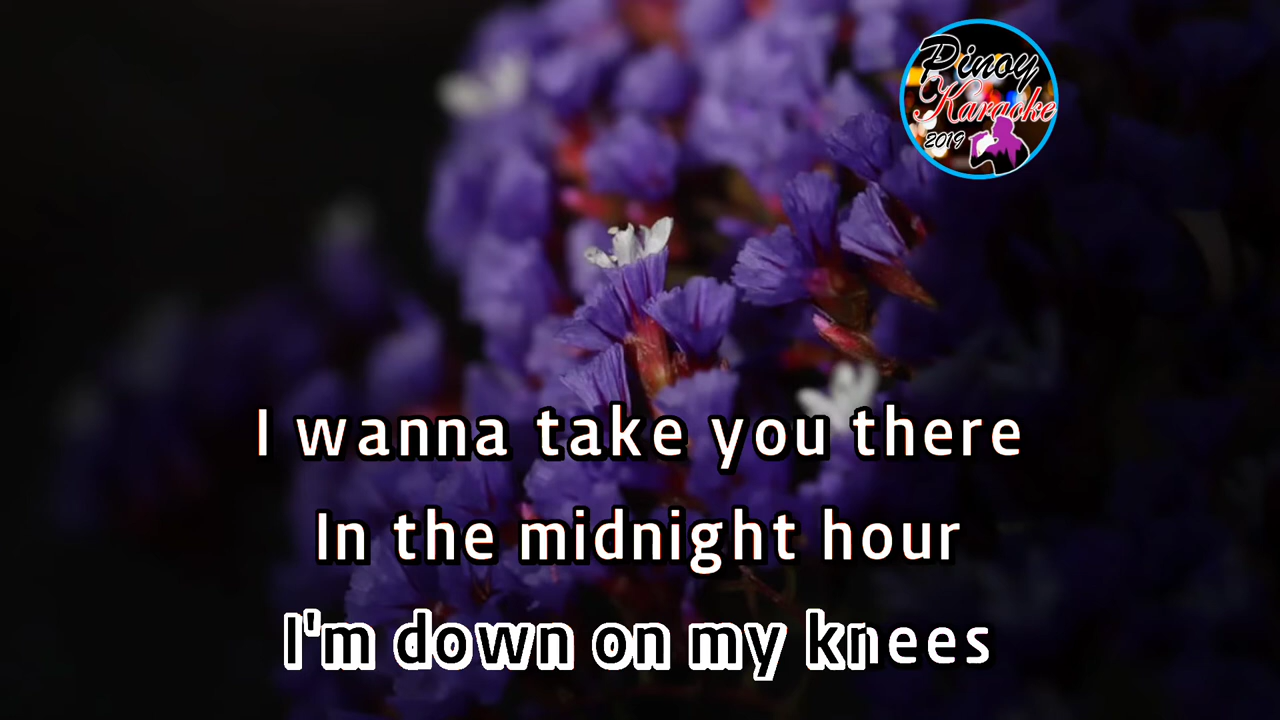 Pinoy
Karaoke
2019
I wanna take you there
In the midnight hour
I'm down on my knees